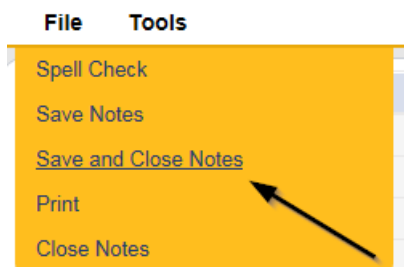 File Tools
Spell Check
Save Notes
Save and Close Notes
Print
Close Notes